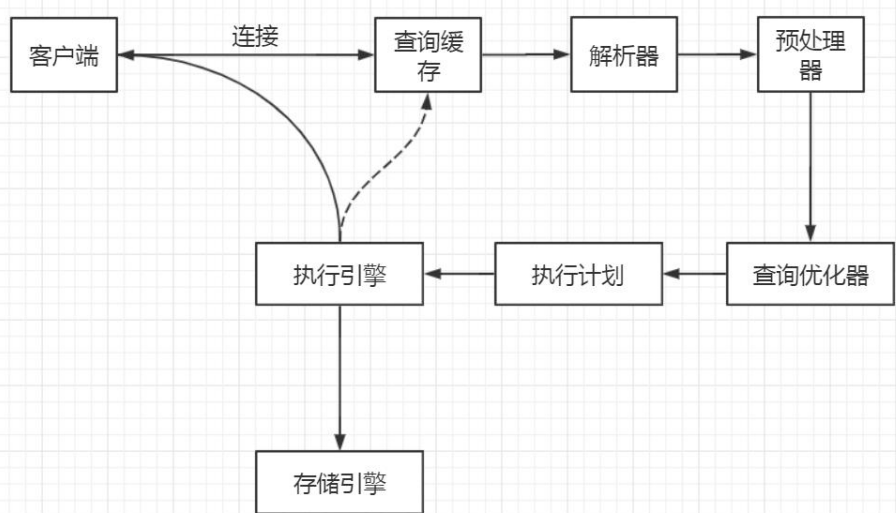 连接
客户端
查询缓
存
解析器
预处理
器
执行引擎
执行计划
查询优化器
存储引擎